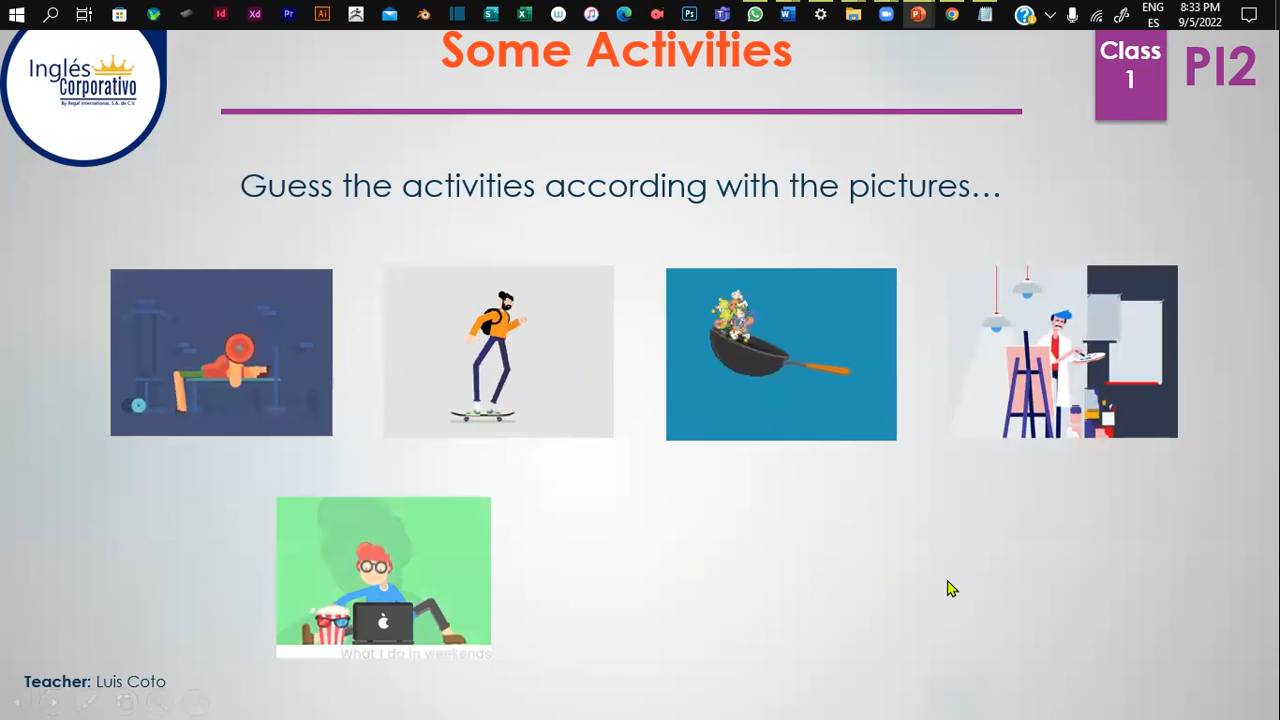 ENG
8:33 PM
ES
9/5/2022
Inglés
Corporativo
By Regal International, S.A. de C.V.
Some Activities
Class
1
PI2
Guess the activities according with the pictures...
What I do in weekends
Teacher: Luis Coto